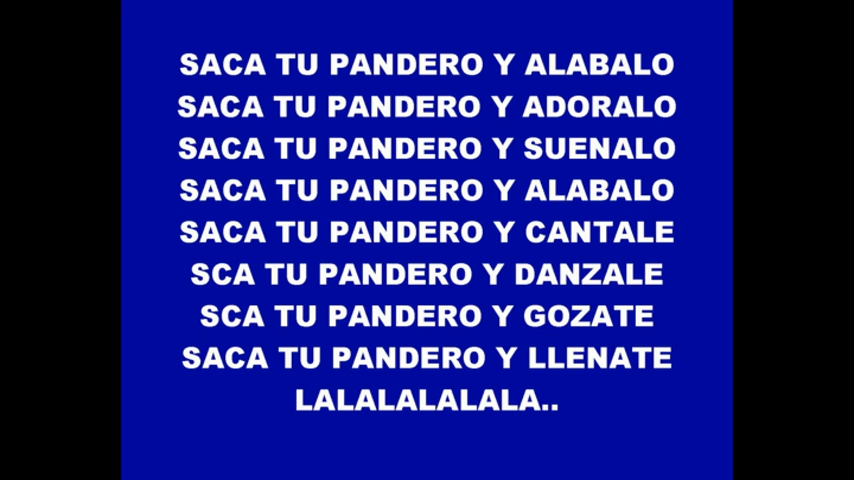 SACA TU PANDERO Y ALABALO
SACA TU PANDERO Y ADORALO
SACA TU PANDERO Y SUENALO
SACA TU PANDERO Y ALABALO
SACA TU PANDERO Y CANTALE
SCA TU PANDERO Y DANZALE
SCA TU PANDERO Y GOZATE
SACA TU PANDERO Y LLENATE
LALALALALALA..